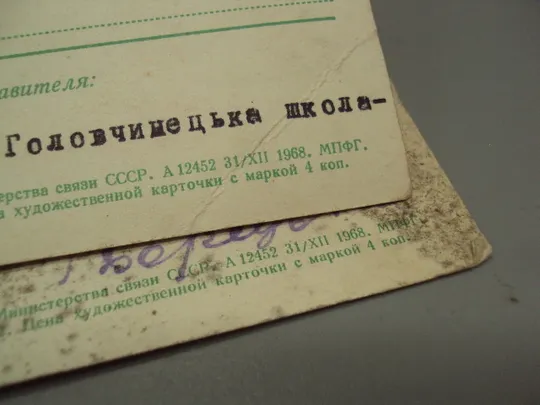 авителя:
Головчинецька школа-
терства связи СССР. А 12452 31/XII 1968. МПФГ.
художественной карточки с маркой 4 коп.
Министерства связи СССР. А 12452 31/XII 1968. МПФГ
Цена художественной карточки с маркой 4 коп.